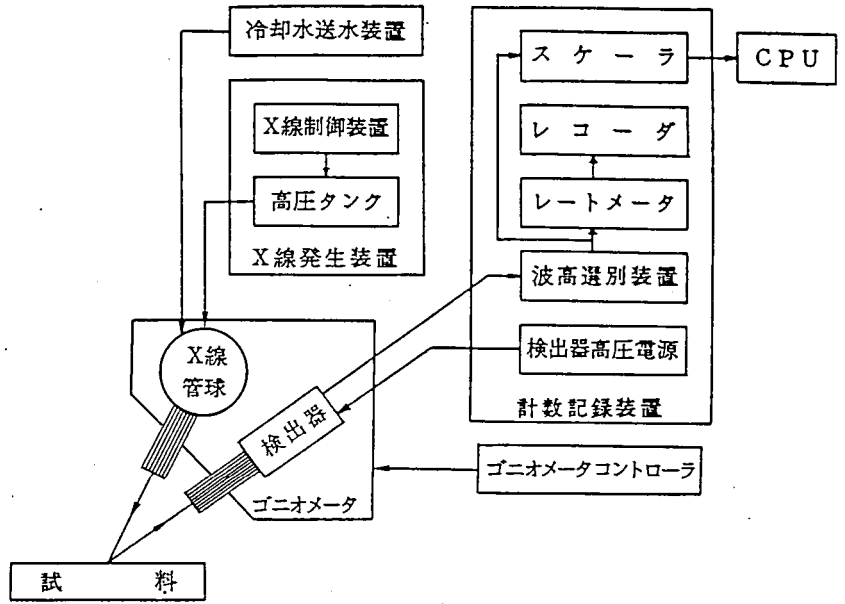 冷却水送水装置
X線制御装置
高圧タンク
X線発生装置
スケーラ
CPU
レコーダ
レートメータ
波高選別装置
検出器高圧電源
計数記録装置
X線
管球
検出器
ゴニオメータ
ゴニオメータコントローラ
試料